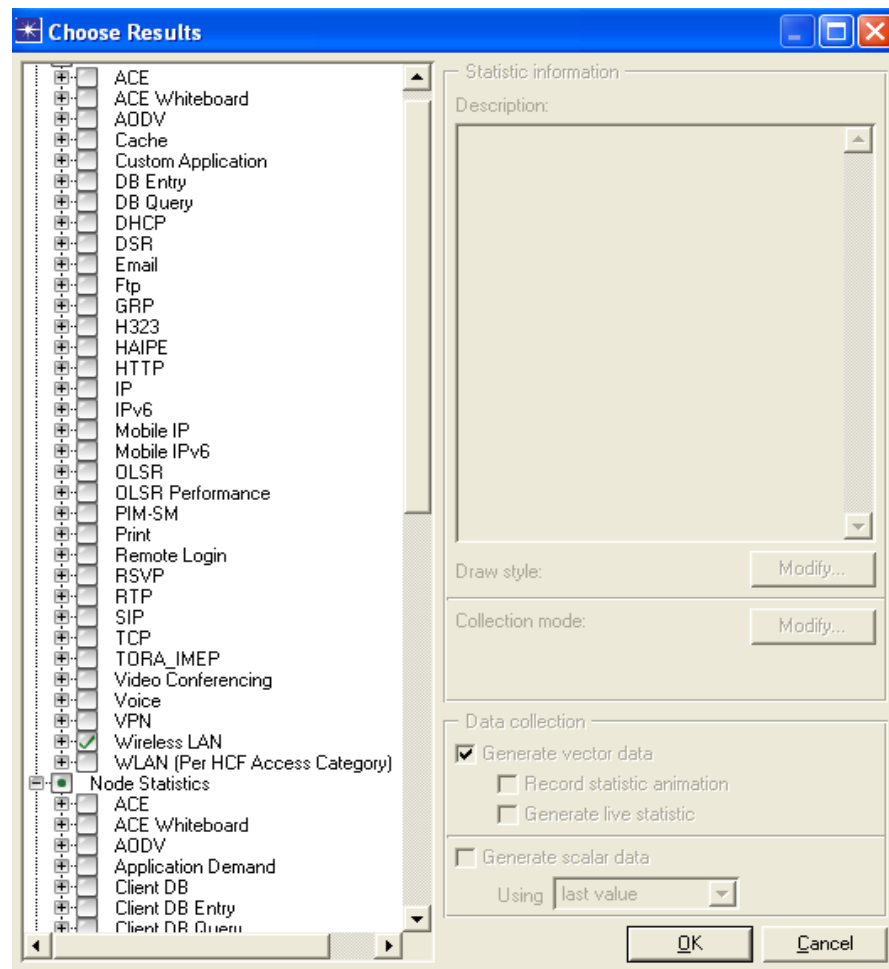 Choose Results
ACE
ACE Whiteboard
AODV
Cache
Custom Application
DB Entry
DB Query
DHCP
DSR
Email
Ftp
GRP
H323
HAIPE
HTTP
IP
IPv6
Mobile IP
Mobile IPv6
OLSR
OLSR Performance
PIM-SM
Print
Remote Login
RSVP
RTP
SIP
TCP
TORA_IMEP
Video Conferencing
Voice
VPN
Wireless LAN
WLAN (Per HCF Access Category)
Node Statistics
ACE
ACE Whiteboard
AODV
Application Demand
Client DB
Client DB Entry
Client DB Query
Statistic information
Description:
Draw style:
Modify...
Collection mode:
Modify...
Data collection
Generate vector data
Record statistic animation
Generate live statistic
Generate scalar data
Using last value
OK
Cancel